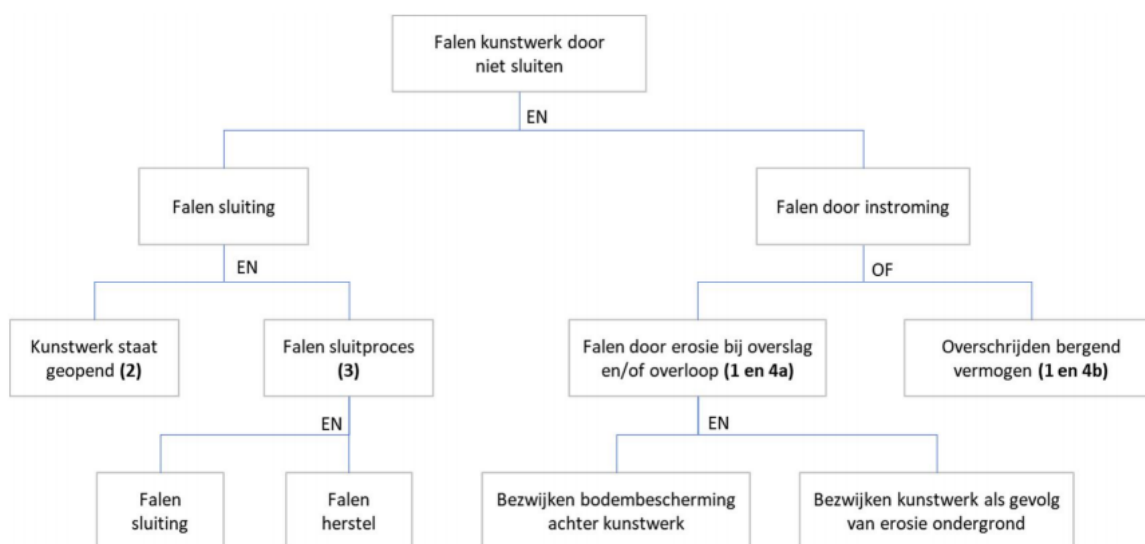 Falen kunstwerk door
niet sluiten
EN
Falen sluiting
Falen door instroming
EN
OF
Kunstwerk staat
geopend (2)
Falen sluitproces
(3)
Falen door erosie bij overslag
en/of overloop (1 en 4a)
Overschrijden bergend
vermogen (1 en 4b)
EN
EN
Falen
sluiting
Falen
herstel
Bezwijken bodembescherming
achter kunstwerk
Bezwijken kunstwerk als gevolg
van erosie ondergrond